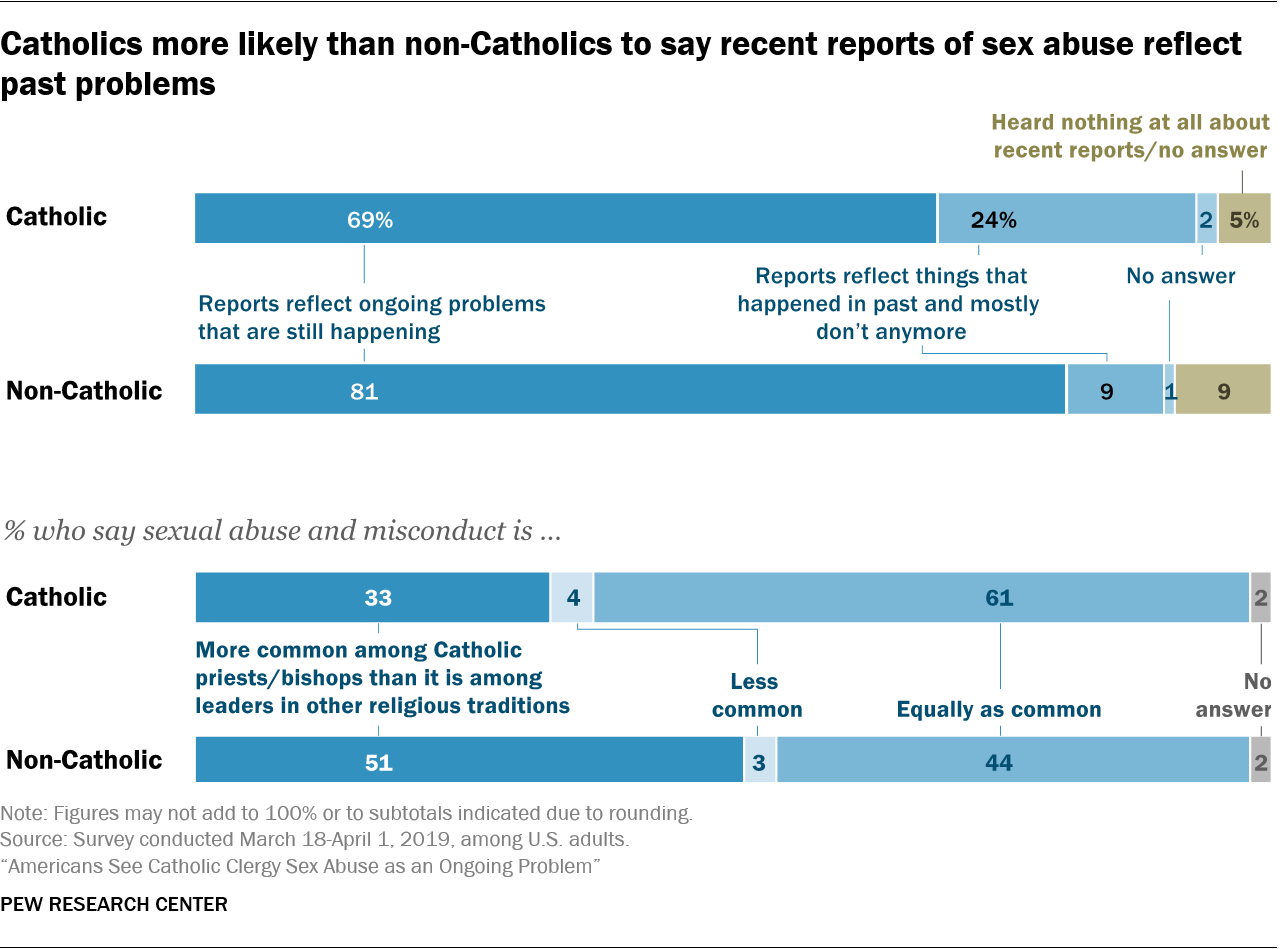 Catholics more likely than non-Catholics to say recent reports of sex abuse reflect
past problems
Heard nothing at all about
recent reports/no answer
Catholic
69%
24%
2
5%
Reports reflect ongoing problems
that are still happening
Reports reflect things that
happened in past and mostly
don’t anymore
No answer
Non-Catholic
81
9
1
9
% who say sexual abuse and misconduct is ...
Catholic
33
4
61
2
More common among Catholic
priests/bishops than it is among
leaders in other religious traditions
Less
common
Equally as common
No
answer
Non-Catholic
51
3
44
2
Note: Figures may not add to 100% or to subtotals indicated due to rounding.
Source: Survey conducted March 18-April 1, 2019, among U.S. adults.
“Americans See Catholic Clergy Sex Abuse as an Ongoing Problem”
PEW RESEARCH CENTER